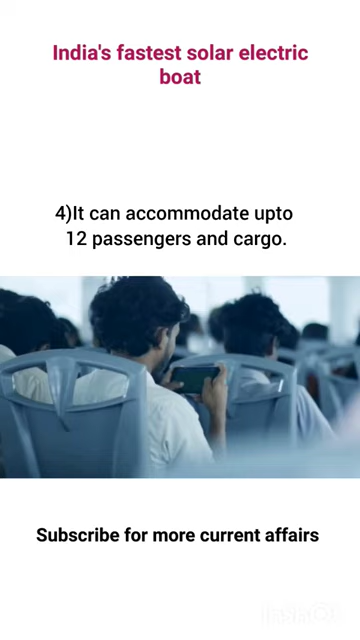 India's fastest solar electric
boat
4)It can accommodate upto
12 passengers and cargo.
Subscribe for more current affairs